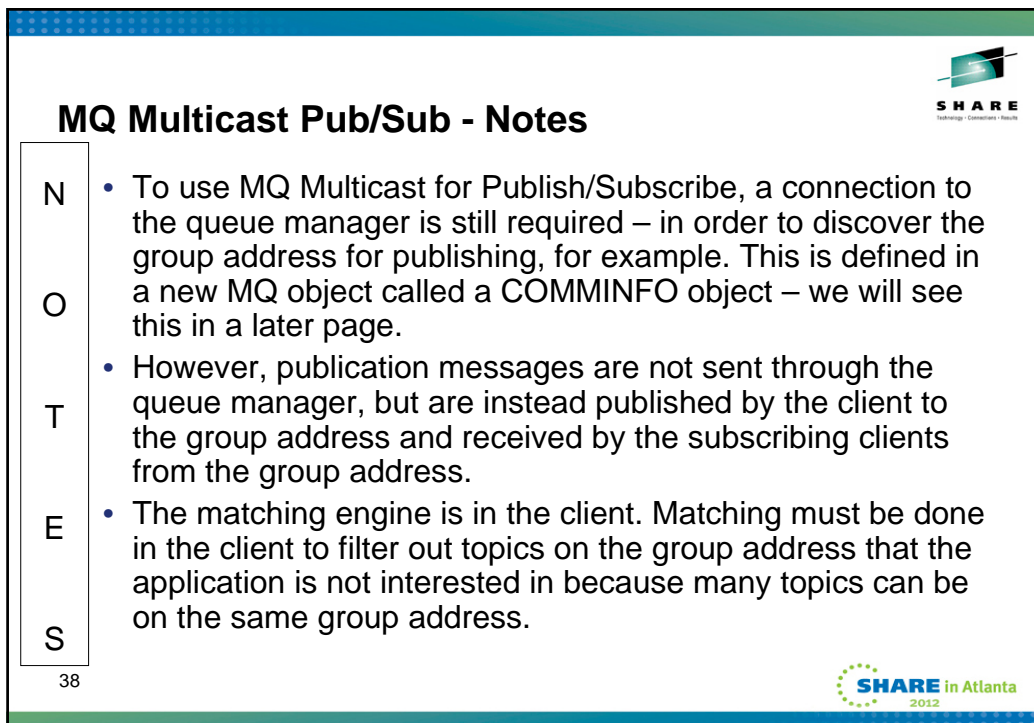 SHARE
Technology · Connections · Results
MQ Multicast Pub/Sub - Notes
N
O
T
E
S
• To use MQ Multicast for Publish/Subscribe, a connection to
the queue manager is still required – in order to discover the
group address for publishing, for example. This is defined in
a new MQ object called a COMMINFO object – we will see
this in a later page.
• However, publication messages are not sent through the
queue manager, but are instead published by the client to
the group address and received by the subscribing clients
from the group address.
• The matching engine is in the client. Matching must be done
in the client to filter out topics on the group address that the
application is not interested in because many topics can be
on the same group address.
38
SHARE in Atlanta
2012